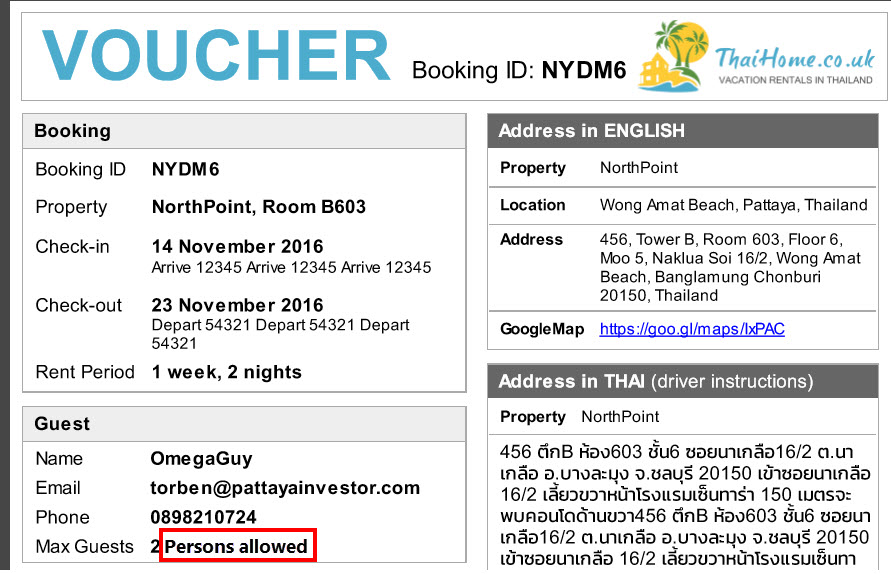 VOUCHER
Booking ID: NYDM6
ThaiHome.co.uk
VACATION RENTALS IN THAILAND
Booking
Booking ID NYDM6
Property NorthPoint, Room B603
Check-in 14 November 2016
Arrive 12345 Arrive 12345 Arrive 12345
Check-out 23 November 2016
Depart 54321 Depart 54321 Depart
54321
Rent Period 1 week, 2 nights
Guest
Name OmegaGuy
Email torben@pattayainvestor.com
Phone 0898210724
Max Guests 2 Persons allowed
Address in ENGLISH
Property NorthPoint
Location Wong Amat Beach, Pattaya, Thailand
Address 456, Tower B, Room 603, Floor 6,
Moo 5, Naklua Soi 16/2, Wong Amat
Beach, Banglamung Chonburi
20150, Thailand
GoogleMap https://goo.gl/maps/IxPAC
Address in THAI (driver instructions)
Property NorthPoint
456 ตึกB ห้อง603 ชั้น6 ซอยนาเกลือ16/2 ต.นา
เกลือ อ.บางละมุง จ.ชลบุรี 20150 เข้าซอยนาเกลือ
16/2 เลี้ยวขวาหน้าโรงแรมเซ็นทาร่า 150 เมตรจะ
พบคอนโดด้านขวา456 ตึกB ห้อง603 ชั้น6 ซอยนา
เกลือ16/2 ต.นาเกลือ อ.บางละมุง จ.ชลบุรี 20150
เข้าซอยนาเกลือ 16/2 เลี้ยวขวาหน้าโรงแรมเซ็นทา